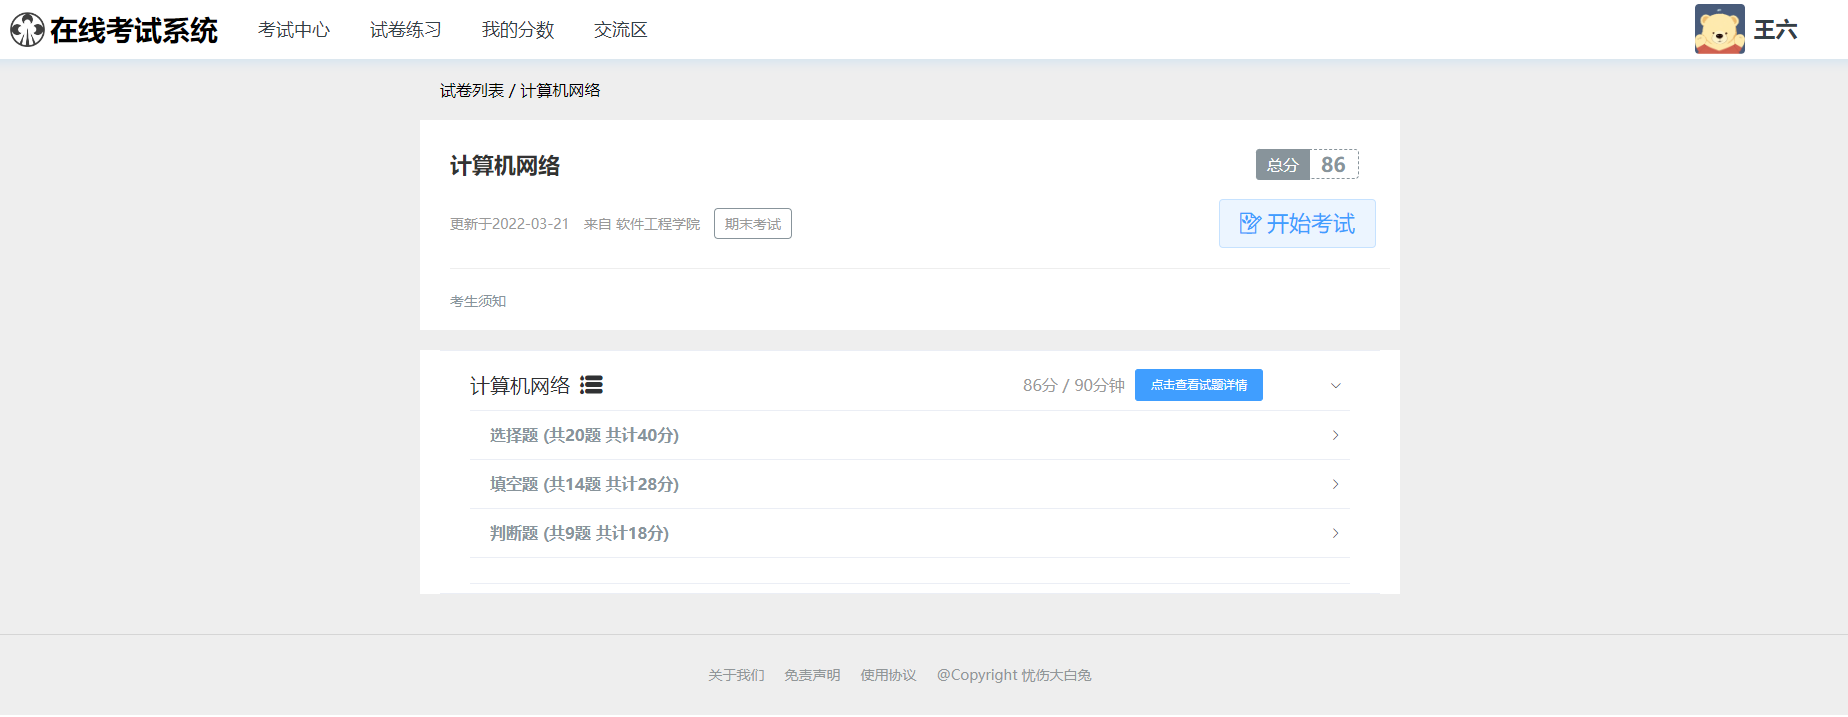 在线考试系统 考试中心 试卷练习 我的分数 交流区 王六
试卷列表 / 计算机网络
计算机网络 总分 86
更新于2022-03-21 来自 软件工程学院 期末考试 开始考试
考生须知
计算机网络 86分 / 90分钟 点击查看试题详情
选择题 (共20题 共计40分)
填空题 (共14题 共计28分)
判断题 (共9题 共计18分)
关于我们 免责声明 使用协议 @Copyright 忧伤大白兔